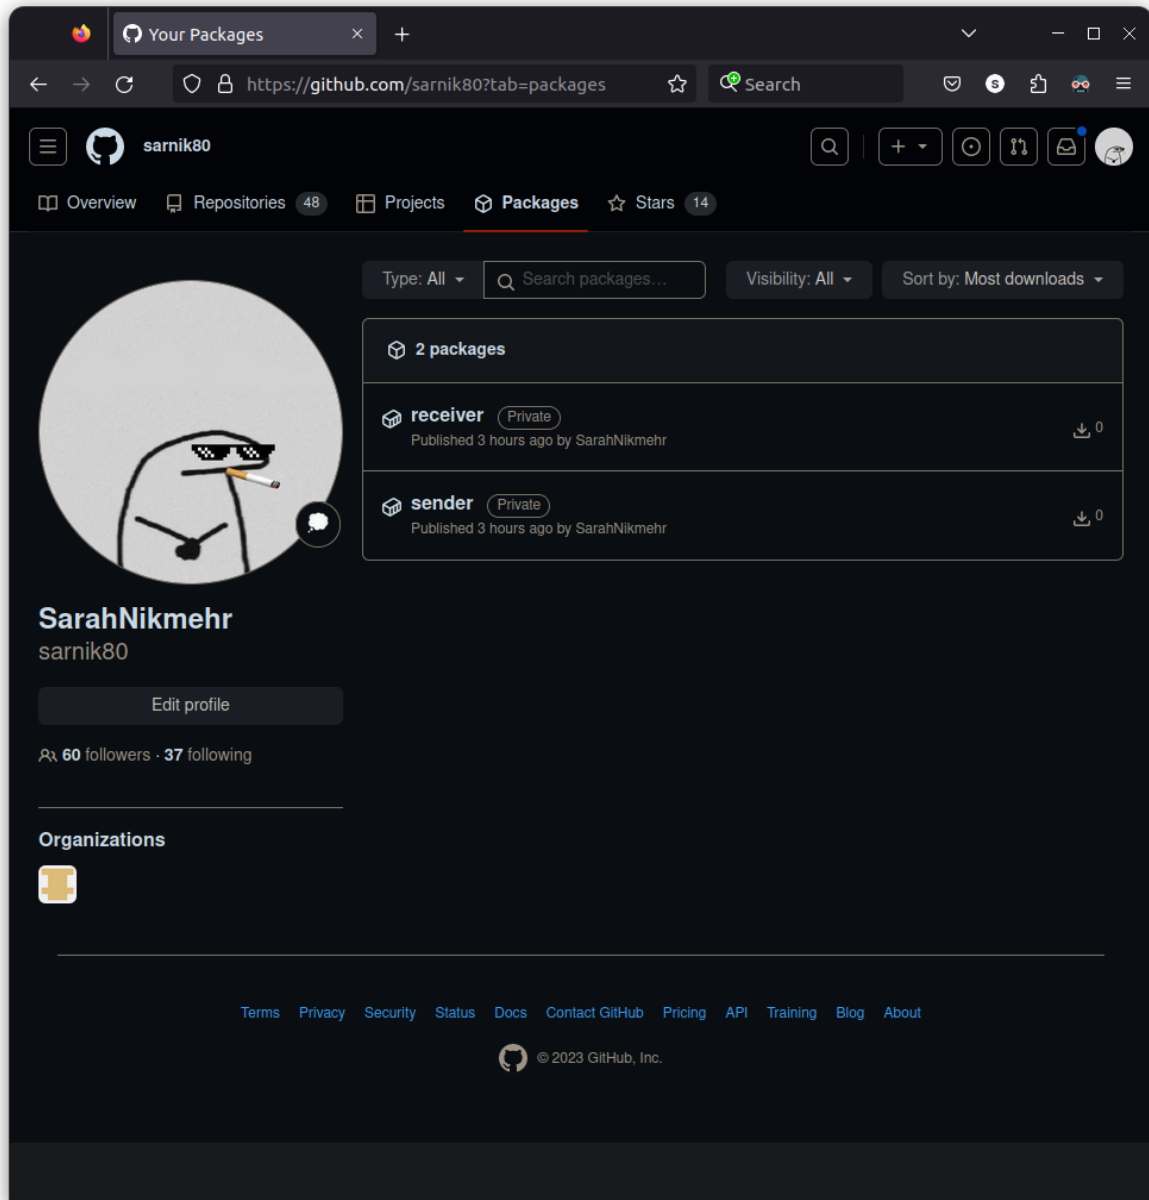 Your Packages
https://github.com/sarnik80?tab=packages
Search
S
sarnik80
Overview Repositories 48 Projects Packages Stars 14
Type: All Search packages... Visibility: All Sort by: Most downloads
2 packages
receiver Private
Published 3 hours ago by SarahNikmehr
0
sender Private
Published 3 hours ago by SarahNikmehr
0
SarahNikmehr
sarnik80
Edit profile
60 followers · 37 following
Organizations
Terms Privacy Security Status Docs Contact GitHub Pricing API Training Blog About
© 2023 GitHub, Inc.